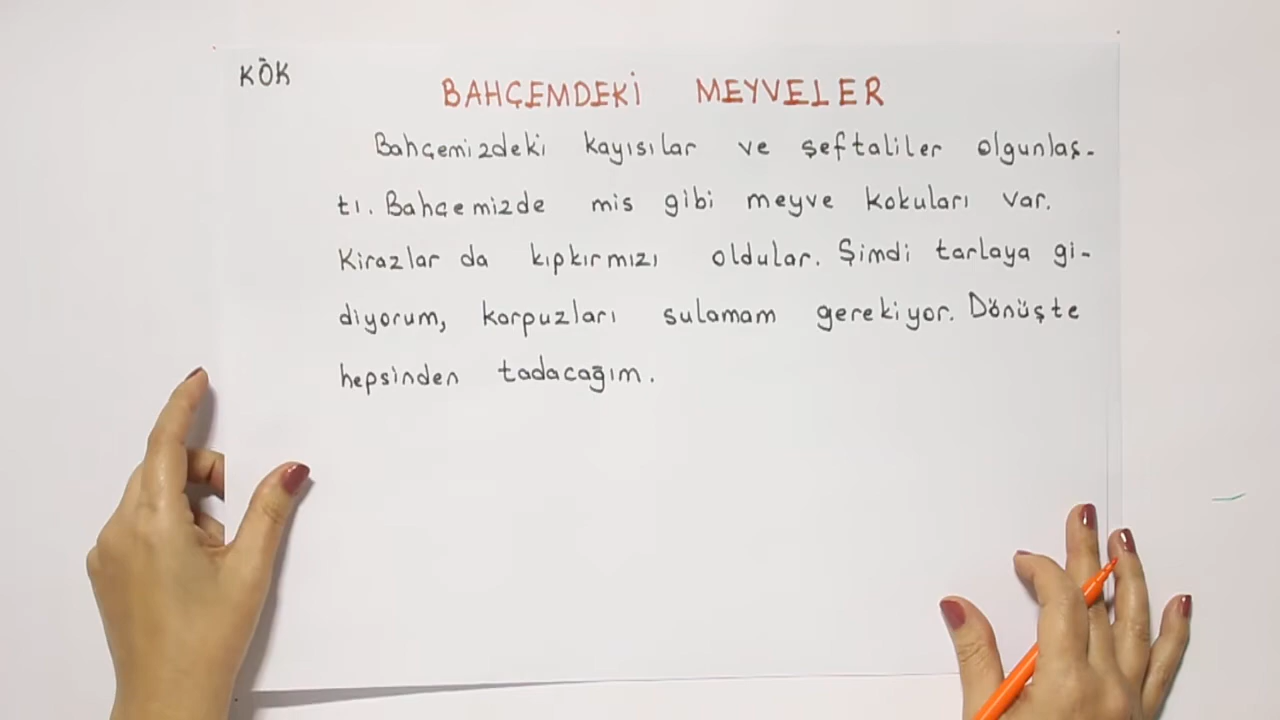 KÖK
BAHÇEMDEKİ MEYVELER
Bahçemizdeki kayısılar ve şeftaliler olgunlaş-
tı. Bahçemizde mis gibi meyve kokuları var.
Kirazlar da kıpkırmızı oldular. Şimdi tarlaya gi-
diyorum, karpuzları sulamam gerekiyor. Dönüşte
hepsinden tadacağım.